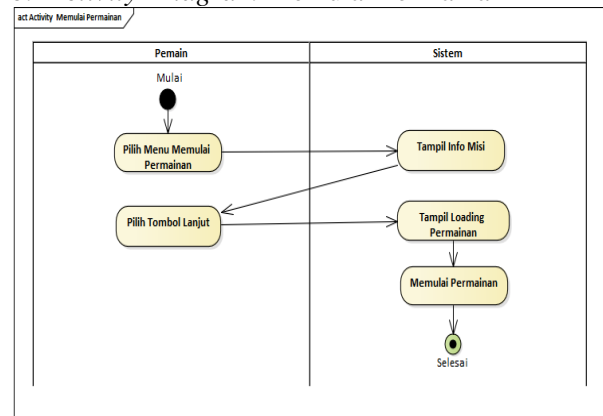 act Activity Memulai Permainan
Pemain
Sistem
Mulai
Pilih Menu Memulai
Permainan
Tampil Info Misi
Pilih Tombol Lanjut
Tampil Loading
Permainan
Memulai Permainan
Selesai